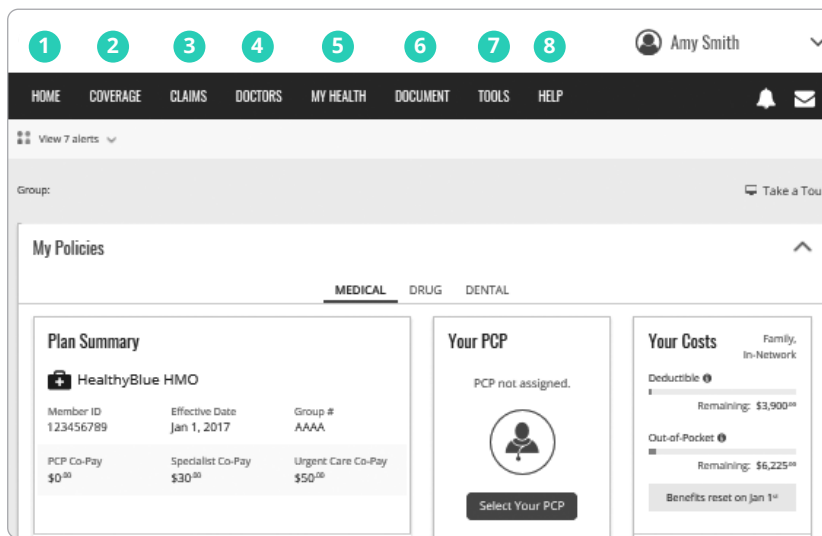 1 2 3 4 5 6 7 8
Amy Smith
HOME COVERAGE CLAIMS DOCTORS MY HEALTH DOCUMENT TOOLS HELP
View 7 alerts
Group:
Take a Tou
My Policies
MEDICAL DRUG DENTAL
Plan Summary
HealthyBlue HMO
Member ID Effective Date Group #
123456789 Jan 1, 2017 AAAA
PCP Co-Pay Specialist Co-Pay Urgent Care Co-Pay
$0.00 $30.00 $50.00
Your PCP
PCP not assigned.
Select Your PCP
Your Costs
Family,
In-Network
Deductible
Remaining: $3,900.00
Out-of-Pocket
Remaining: $6,225.00
Benefits reset on Jan 1st